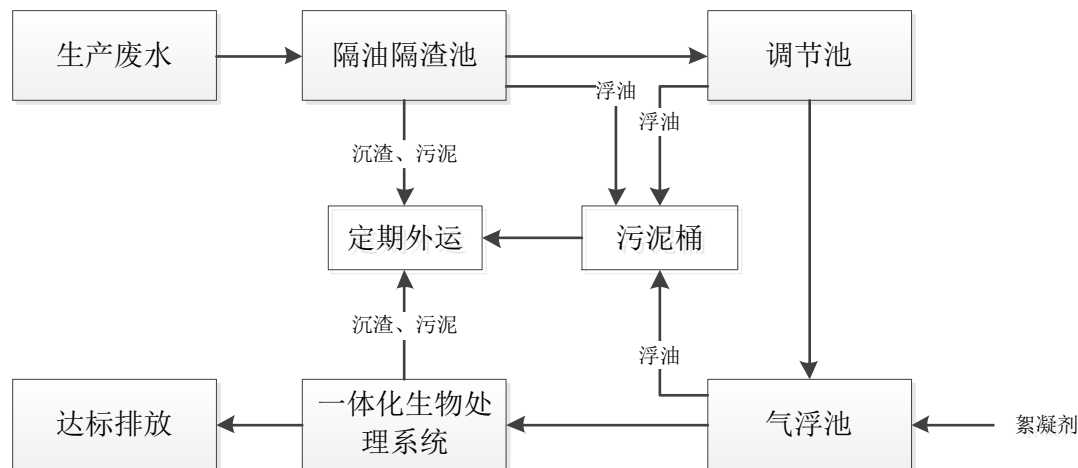 生产废水
隔油隔渣池
调节池
浮油
浮油
沉渣、污泥
定期外运
污泥桶
沉渣、污泥
浮油
达标排放
一体化生物处
理系统
气浮池
絮凝剂